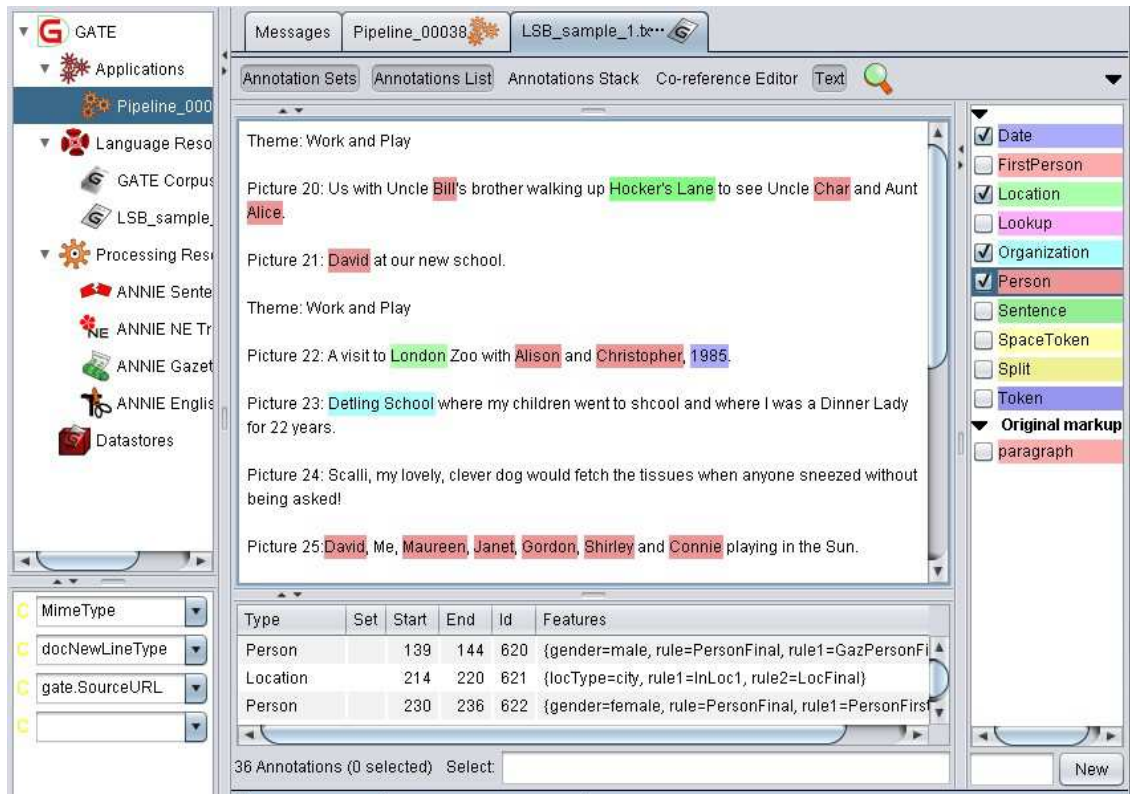 GATE
Applications
Pipeline_000
Language Reso
GATE Corpus
LSB_sample_
Processing Res
ANNIE Sente
NE
ANNIE NE Tr
ANNIE Gazet
ANNIE Englis
Datastores
C MimeType
C docNewLineType
C gate.SourceURL
C
Messages Pipeline_00038 LSB_sample_1.tx...
Annotation Sets Annotations List Annotations Stack Co-reference Editor Text
Theme: Work and Play
Picture 20: Us with Uncle Bill's brother walking up Hocker's Lane to see Uncle Char and Aunt
Alice.
Picture 21: David at our new school.
Theme: Work and Play
Picture 22: A visit to London Zoo with Alison and Christopher, 1985.
Picture 23: Detling School where my children went to shcool and where I was a Dinner Lady
for 22 years.
Picture 24: Scalli, my lovely, clever dog would fetch the tissues when anyone sneezed without
being asked!
Picture 25:David, Me, Maureen, Janet, Gordon, Shirley and Connie playing in the Sun.
Type Set Start End Id Features
Person 139 144 620 {gender=male, rule=PersonFinal, rule1=GazPersonFi
Location 214 220 621 {locType=city, rule1=InLoc1, rule2=LocFinal}
Person 230 236 622 {gender=female, rule=PersonFinal, rule1=PersonFirst
36 Annotations (0 selected) Select:
Date
FirstPerson
Location
Lookup
Organization
Person
Sentence
SpaceToken
Split
Token
Original markup
paragraph
New